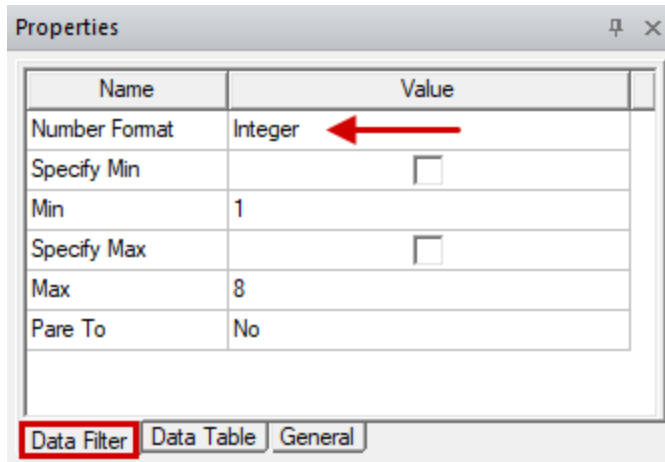 Properties
Name Value
Number Format Integer
Specify Min
Min 1
Specify Max
Max 8
Pare To No
Data Filter Data Table General